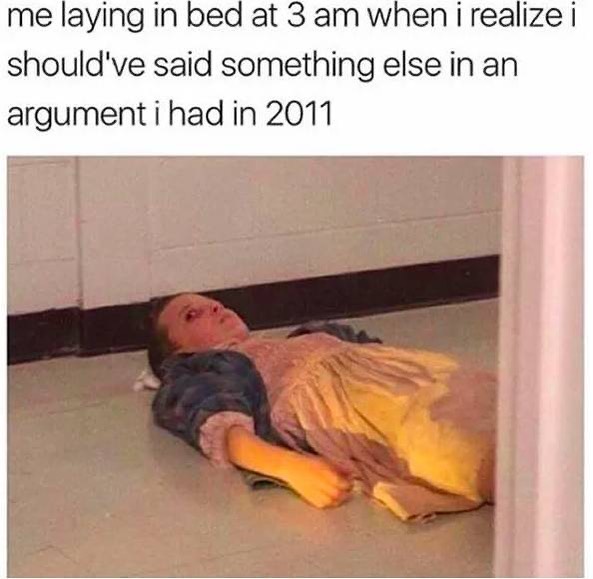 me laying in bed at 3 am when i realize i
should've said something else in an
argument i had in 2011